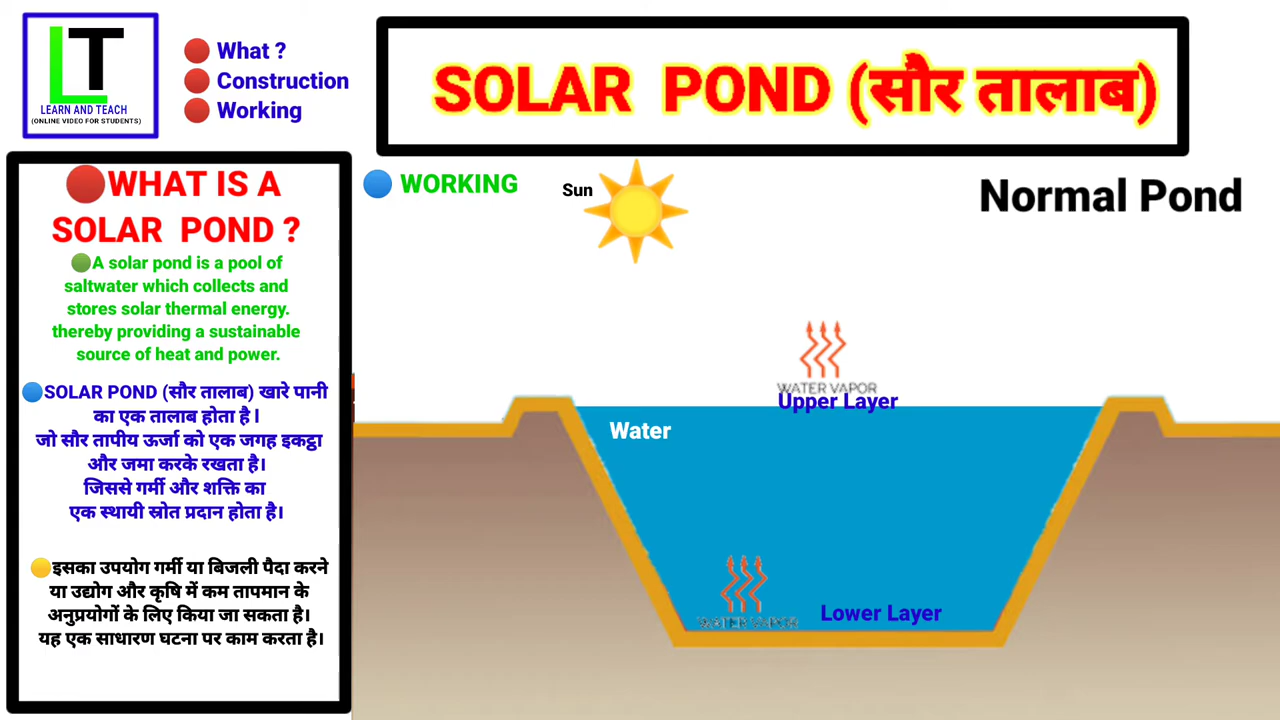 LT
LEARN AND TEACH
(ONLINE VIDEO FOR STUDENTS)
What ?
Construction
Working
SOLAR POND (सौर तालाब)
WHAT IS A
SOLAR POND ?
A solar pond is a pool of
saltwater which collects and
stores solar thermal energy.
thereby providing a sustainable
source of heat and power.
SOLAR POND (सौर तालाब) खारे पानी
का एक तालाब होता है l
जो सौर तापीय ऊर्जा को एक जगह इकट्ठा
और जमा करके रखता है।
जिससे गर्मी और शक्ति का
एक स्थायी स्रोत प्रदान होता है।
इसका उपयोग गर्मी या बिजली पैदा करने
या उद्योग और कृषि में कम तापमान के
अनुप्रयोगों के लिए किया जा सकता है।
यह एक साधारण घटना पर काम करता है।
WORKING
Sun
Normal Pond
WATER VAPOR
Upper Layer
Water
WATER VAPOR
Lower Layer